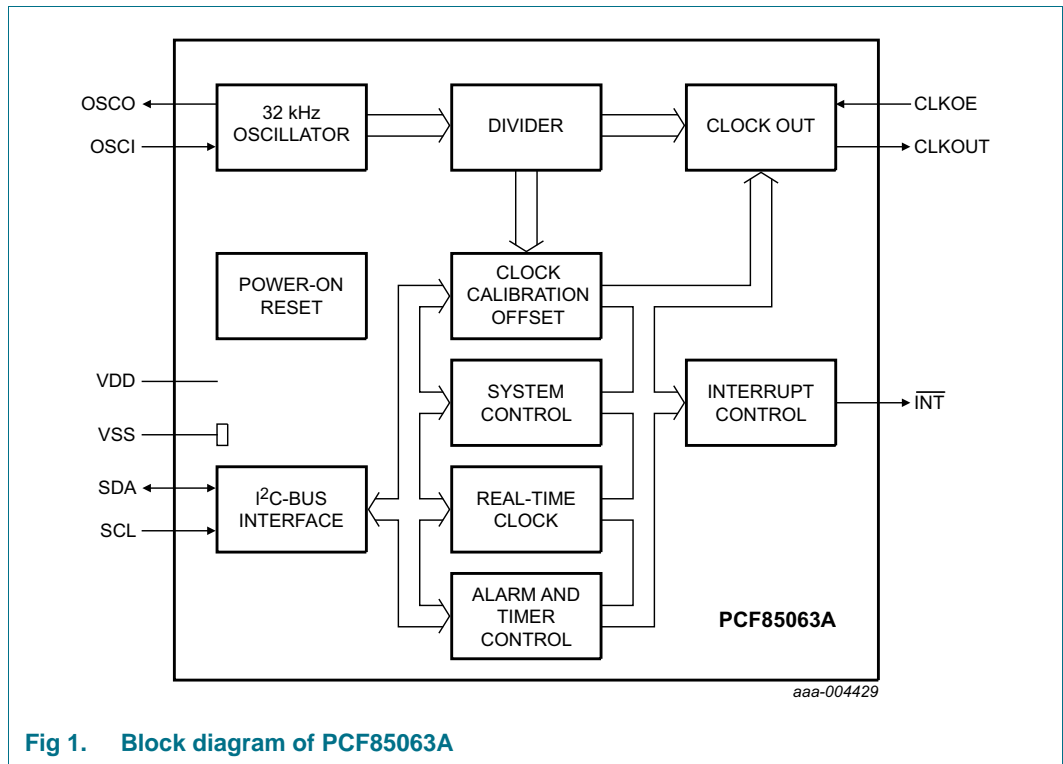 OSCO
OSCI
32 kHz
OSCILLATOR
DIVIDER
CLOCK OUT
CLKOE
CLKOUT
POWER-ON
RESET
CLOCK
CALIBRATION
OFFSET
VDD
VSS
SYSTEM
CONTROL
INTERRUPT
CONTROL
INT
SDA
SCL
I²C-BUS
INTERFACE
REAL-TIME
CLOCK
ALARM AND
TIMER
CONTROL
PCF85063A
aaa-004429
Fig 1. Block diagram of PCF85063A